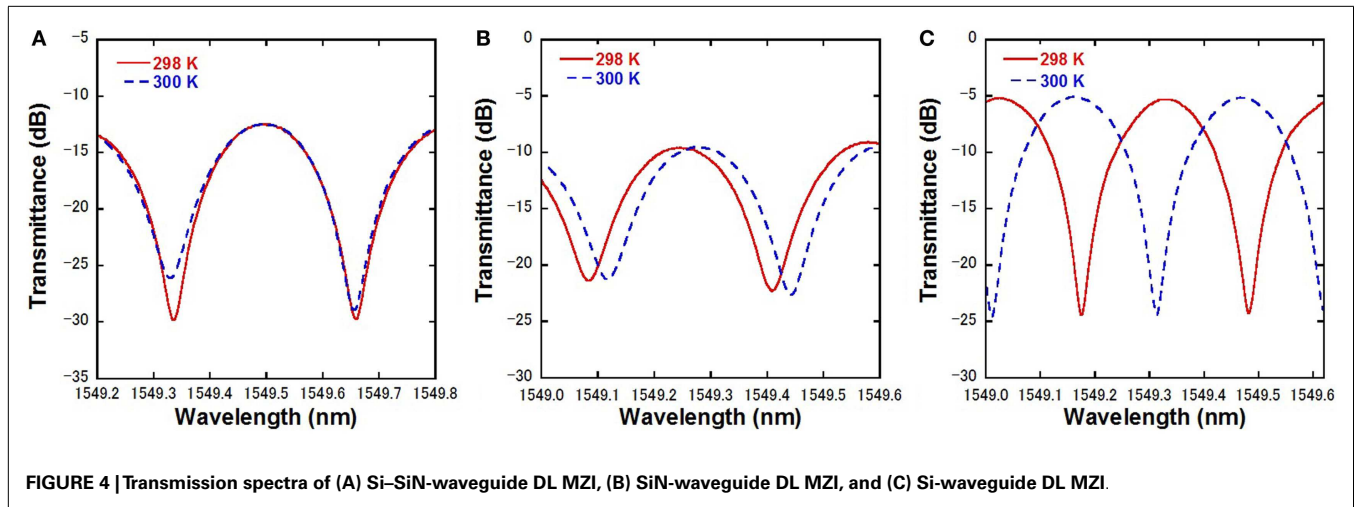 A
−5
−10
−15
−20
−25
−30
−35
Transmittance (dB)
298 K
300 K
1549.2 1549.3 1549.4 1549.5 1549.6 1549.7 1549.8
Wavelength (nm)
B
0
−5
−10
−15
−20
−25
−30
Transmittance (dB)
298 K
300 K
1549.0 1549.1 1549.2 1549.3 1549.4 1549.5 1549.6
Wavelength (nm)
C
0
−5
−10
−15
−20
−25
−30
Transmittance (dB)
298 K
300 K
1549.0 1549.1 1549.2 1549.3 1549.4 1549.5 1549.6
Wavelength (nm)
FIGURE 4 | Transmission spectra of (A) Si–SiN-waveguide DL MZI, (B) SiN-waveguide DL MZI, and (C) Si-waveguide DL MZI.